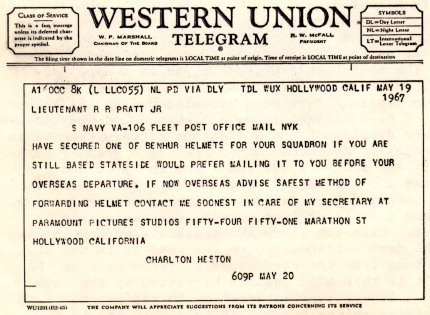 CLASS OF SERVICE
This is a fast message
unless its deferred char-
acter is indicated by the
proper symbol.
WESTERN UNION
TELEGRAM
W. P. MARSHALL
CHAIRMAN OF THE BOARD
R. W. McFALL
PRESIDENT
SYMBOLS
DL=Day Letter
NL=Night Letter
LT=International
Letter Telegram
The filing time shown in the date line on domestic telegrams is LOCAL TIME at point of origin. Time of receipt is LOCAL TIME at point of destination
A1 OCC 8K (L LLC055) NL PD VIA DLY TDL WUX HOLLYWOOD CALIF MAY 19
1967
LIEUTENANT R R PRATT JR
S NAVY VA-106 FLEET POST OFFICE MAIL NYK
HAVE SECURED ONE OF BENHUR HELMETS FOR YOUR SQUADRON IF YOU ARE
STILL BASED STATESIDE WOULD PREFER MAILING IT TO YOU BEFORE YOUR
OVERSEAS DEPARTURE. IF NOW OVERSEAS ADVISE SAFEST METHOD OF
FORWARDING HELMET CONTACT ME SOONEST IN CARE OF MY SECRETARY AT
PARAMOUNT PICTURES STUDIOS FIFTY-FOUR FIFTY-ONE MARATHON ST
HOLLYWOOD CALIFORNIA
CHARLTON HESTON
609P MAY 20
WU1201 (R2-65)
THE COMPANY WILL APPRECIATE SUGGESTIONS FROM ITS PATRONS CONCERNING ITS SERVICE